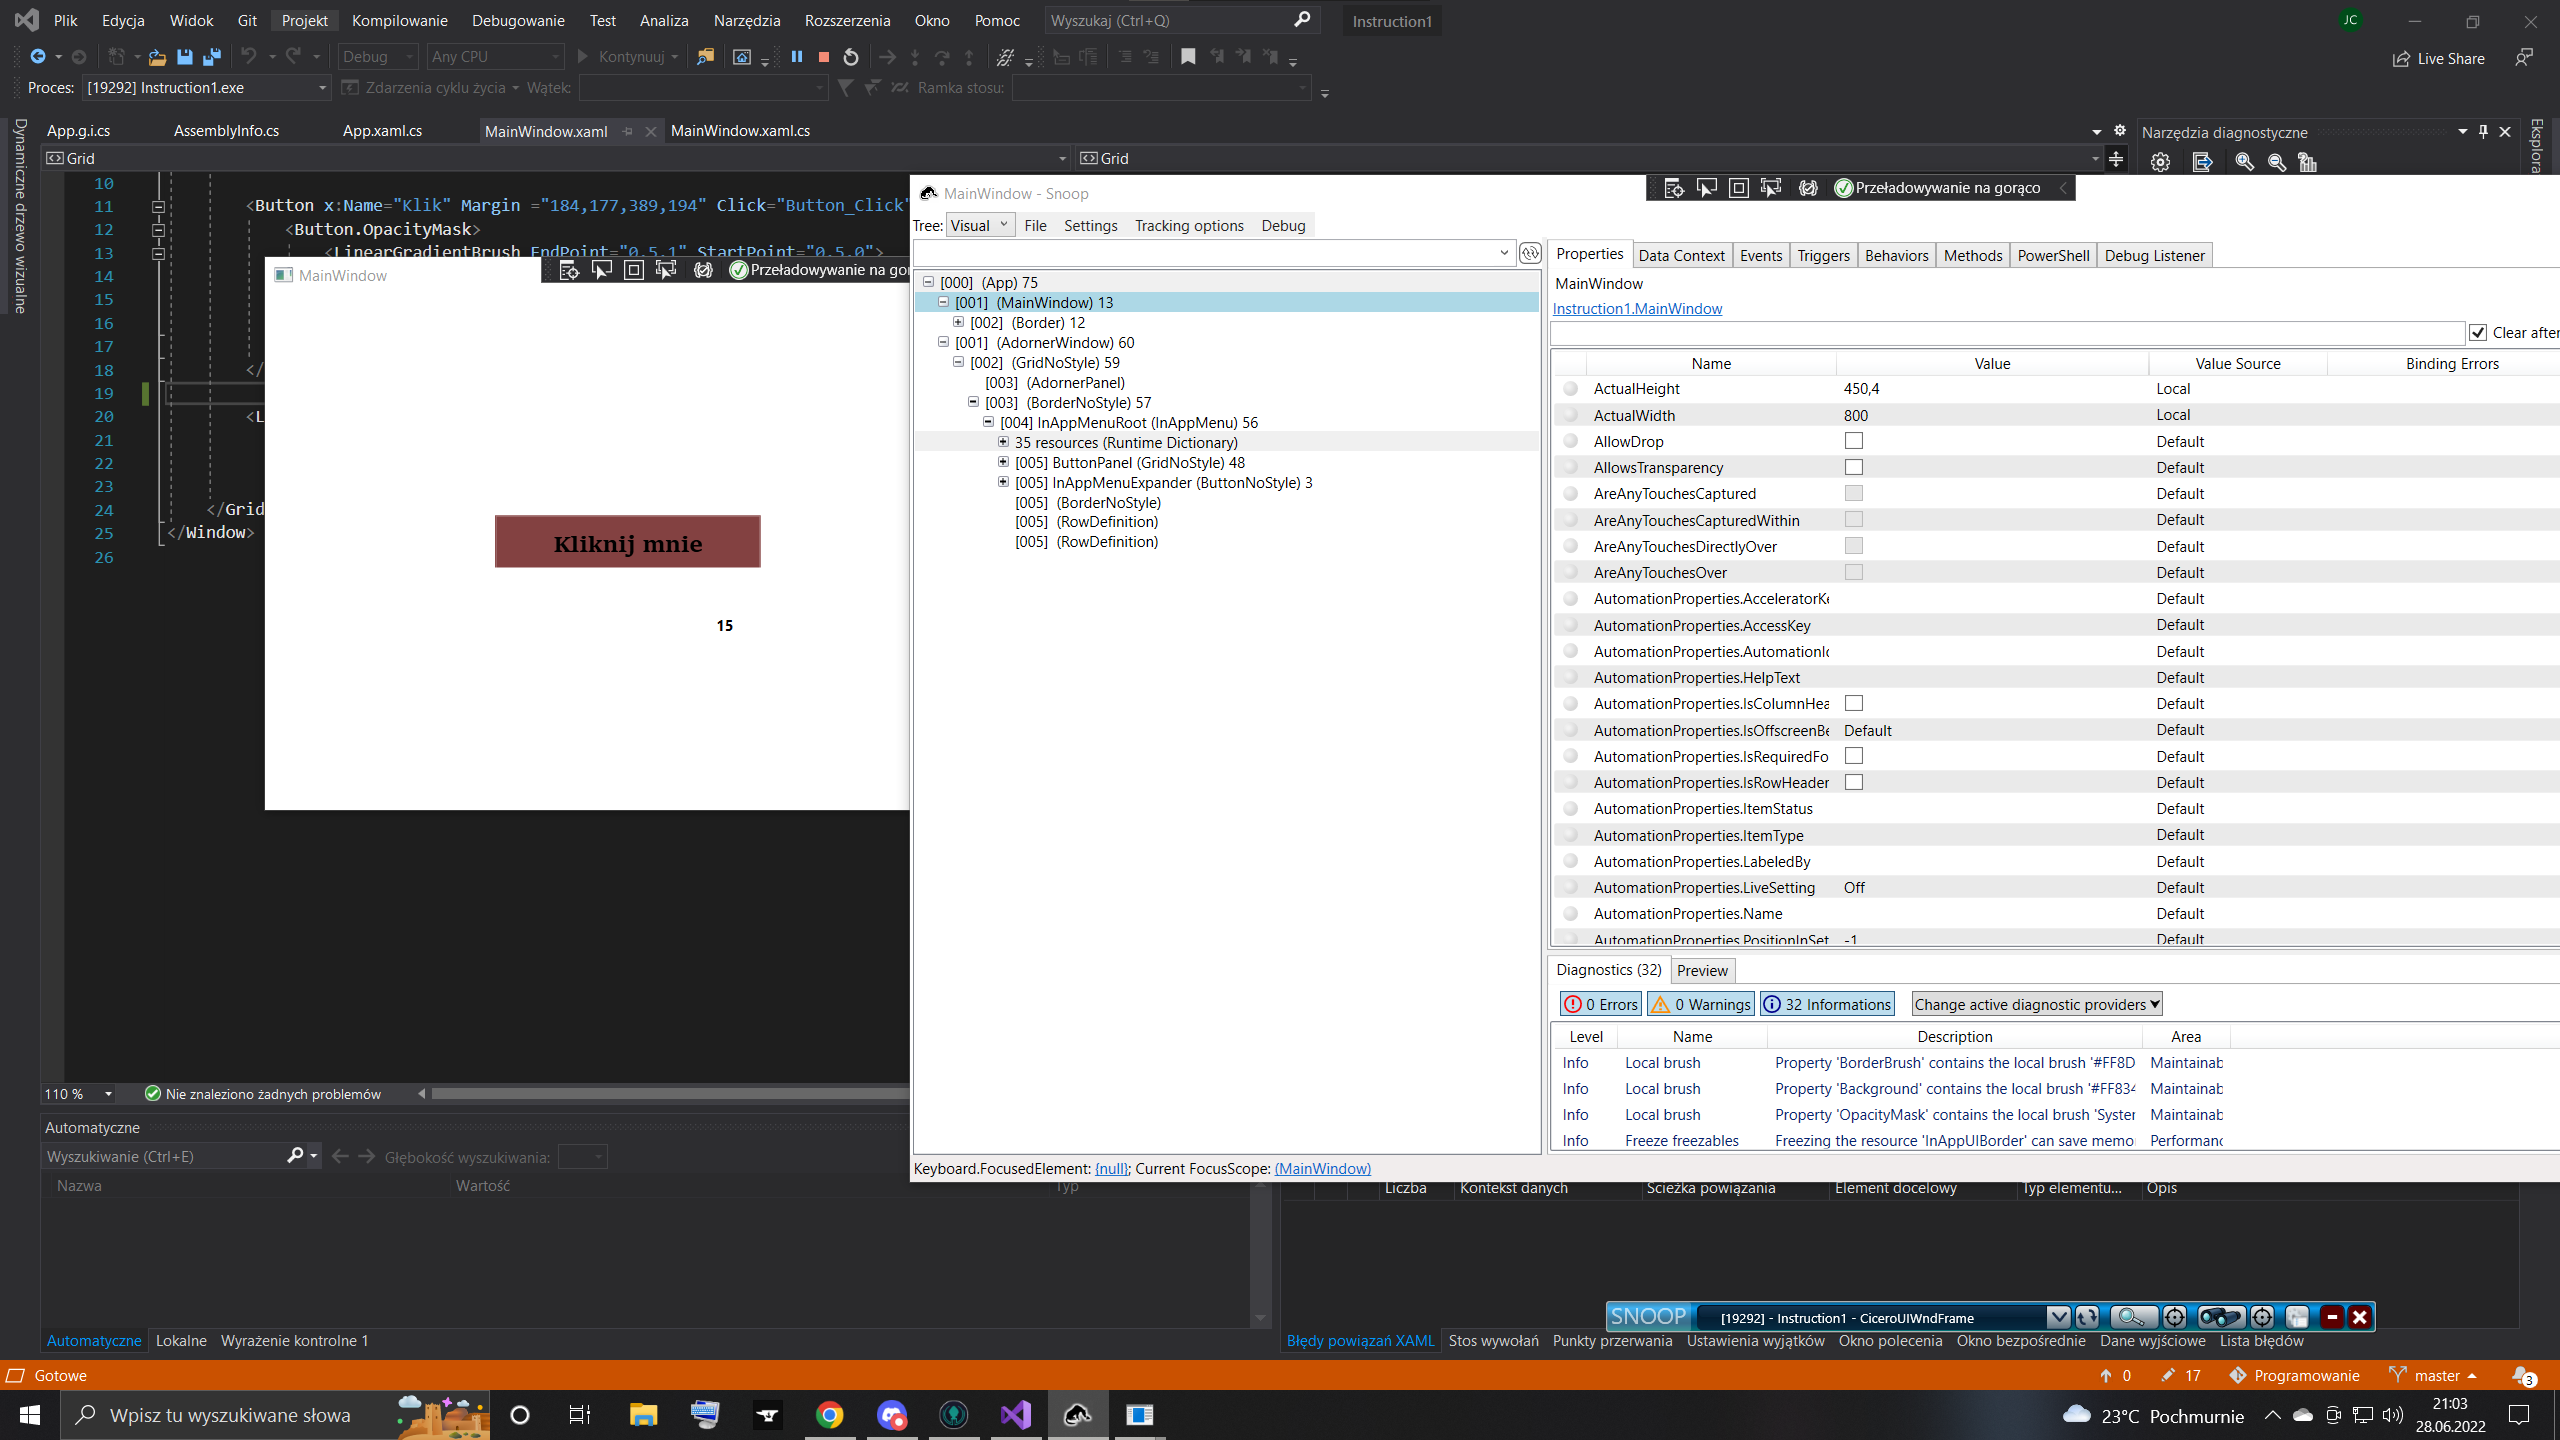 Plik Edycja Widok Git Projekt Kompilowanie Debugowanie Test Analiza Narzędzia Rozszerzenia Okno Pomoc Wyszukaj (Ctrl+Q) Instruction1 JC
Debug Any CPU Kontynuuj Live Share
Proces: [19292] Instruction1.exe Zdarzenia cyklu życia Wątek: Ramka stosu:
Dynamiczne drzewo wizualne
App.g.i.cs AssemblyInfo.cs App.xaml.cs MainWindow.xaml MainWindow.xaml.cs
Narzędzia diagnostyczne
Grid Grid
10
11 <Button x:Name="Klik" Margin ="184,177,389,194" Click="Button_Click"
12 <Button.OpacityMask>
13 <LinearGradientBrush EndPoint="0.5,1" StartPoint="0.5,0">
14
15
16
17
18 </
19
20 <L
21
22
23
24 </Grid
25 </Window>
26
MainWindow
Przeładowywanie na gor
Kliknij mnie
15
MainWindow - Snoop
Przeładowywanie na gorąco
Tree: Visual File Settings Tracking options Debug
[000] (App) 75
[001] (MainWindow) 13
[002] (Border) 12
[001] (AdornerWindow) 60
[002] (GridNoStyle) 59
[003] (AdornerPanel)
[003] (BorderNoStyle) 57
[004] InAppMenuRoot (InAppMenu) 56
35 resources (Runtime Dictionary)
[005] ButtonPanel (GridNoStyle) 48
[005] InAppMenuExpander (ButtonNoStyle) 3
[005] (BorderNoStyle)
[005] (RowDefinition)
[005] (RowDefinition)
Properties Data Context Events Triggers Behaviors Methods PowerShell Debug Listener
MainWindow
Instruction1.MainWindow
Clear after
Name Value Value Source Binding Errors
ActualHeight 450,4 Local
ActualWidth 800 Local
AllowDrop Default
AllowsTransparency Default
AreAnyTouchesCaptured Default
AreAnyTouchesCapturedWithin Default
AreAnyTouchesDirectlyOver Default
AreAnyTouchesOver Default
AutomationProperties.AcceleratorKe Default
AutomationProperties.AccessKey Default
AutomationProperties.AutomationId Default
AutomationProperties.HelpText Default
AutomationProperties.IsColumnHea Default
AutomationProperties.IsOffscreenBe Default Default
AutomationProperties.IsRequiredFo Default
AutomationProperties.IsRowHeader Default
AutomationProperties.ItemStatus Default
AutomationProperties.ItemType Default
AutomationProperties.LabeledBy Default
AutomationProperties.LiveSetting Off Default
AutomationProperties.Name Default
AutomationProperties.PositionInSet -1 Default
Diagnostics (32) Preview
0 Errors 0 Warnings 32 Informations Change active diagnostic providers
Level Name Description Area
Info Local brush Property 'BorderBrush' contains the local brush '#FF8D Maintainab
Info Local brush Property 'Background' contains the local brush '#FF834 Maintainab
Info Local brush Property 'OpacityMask' contains the local brush 'Syster Maintainab
Info Freeze freezables Freezing the resource 'InAppUIBorder' can save memo Performanc
Keyboard.FocusedElement: {null}; Current FocusScope: (MainWindow)
110 % Nie znaleziono żadnych problemów
Automatyczne
Wyszukiwanie (Ctrl+E) Głębokość wyszukiwania:
Nazwa Wartość Typ
Liczba Kontekst danych Ścieżka powiązania Element docelowy Typ elementu... Opis
SNOOP [19292] - Instruction1 - CiceroUIWndFrame
Automatyczne Lokalne Wyrażenie kontrolne 1
Błędy powiązań XAML Stos wywołań Punkty przerwania Ustawienia wyjątków Okno polecenia Okno bezpośrednie Dane wyjściowe Lista błędów
Gotowe 0 17 Programowanie master 3
Wpisz tu wyszukiwane słowa 23°C Pochmurnie 21:03
28.06.2022
Eksplora